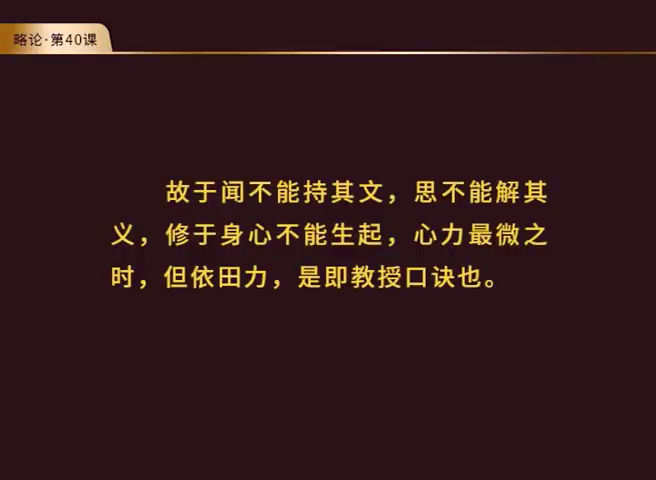 略论·第40课
故于闻不能持其文，思不能解其
义，修于身心不能生起，心力最微之
时，但依田力，是即教授口诀也。